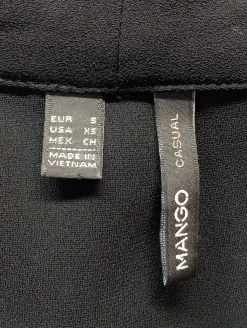 EUR S
USA XS
MEX CH
MADE IN
VIETNAM
MANGO
CASUAL